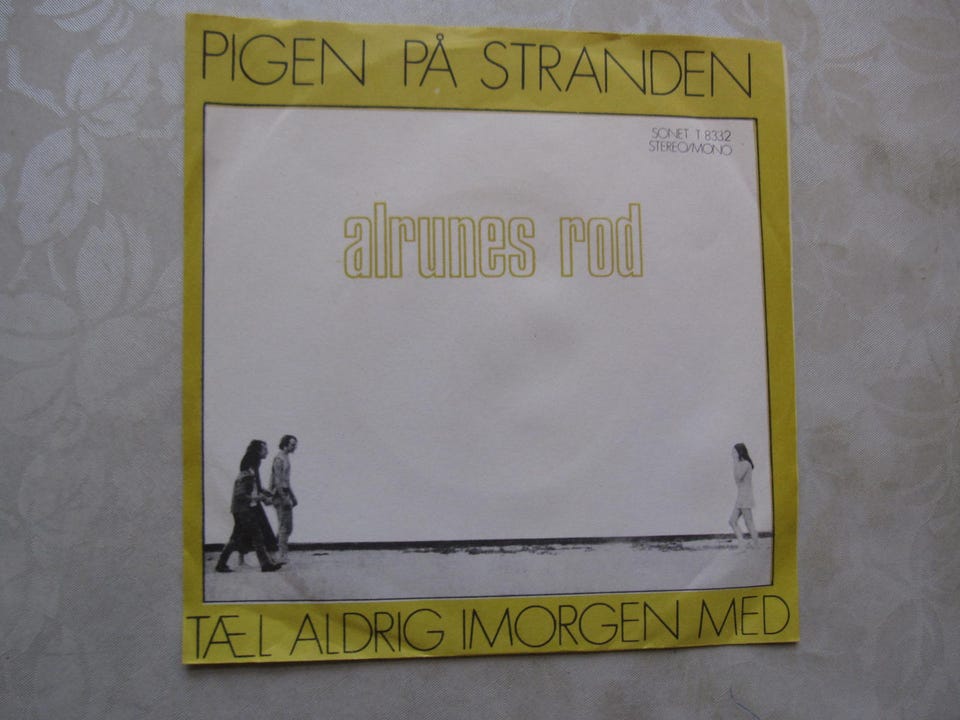 PIGEN PÅ STRANDEN
SONET T 8332
STEREO/MONO
alrunes rod
TÆL ALDRIG IMORGEN MED